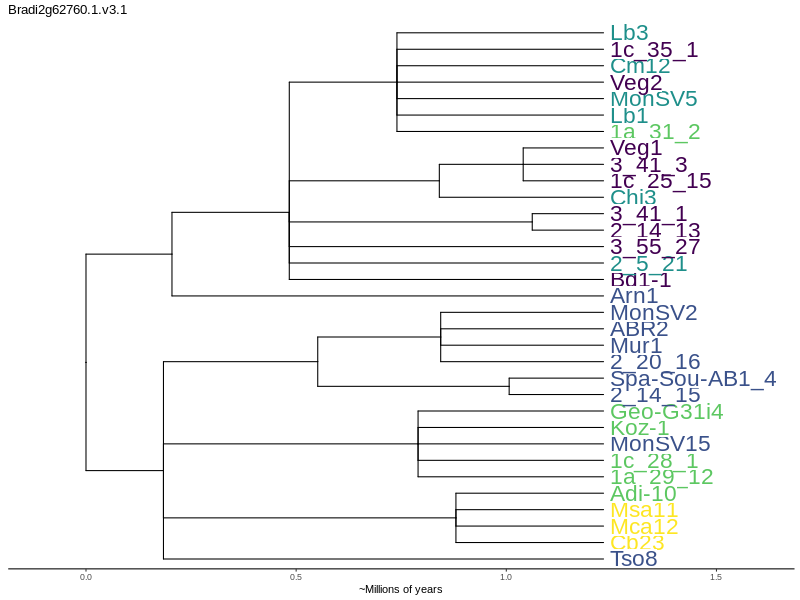 Bradi2g62760.1.v3.1
Lb3
1c_35_1
Cm12
Veg2
MonSV5
Lb1
1a_31_2
Veg1
3_41_3
1c_25_15
Chi3
3_41_1
2_14_13
3_55_27
2_5_21
Bd1-1
Arn1
MonSV2
ABR2
Mur1
2_20_16
Spa-Sou-AB1_4
2_14_15
Geo-G31i4
Koz-1
MonSV15
1c_28_1
1a_29_12
Adi-10
Msa11
Mca12
Cb23
Tso8
0.0 0.5 1.0 1.5
~Millions of years